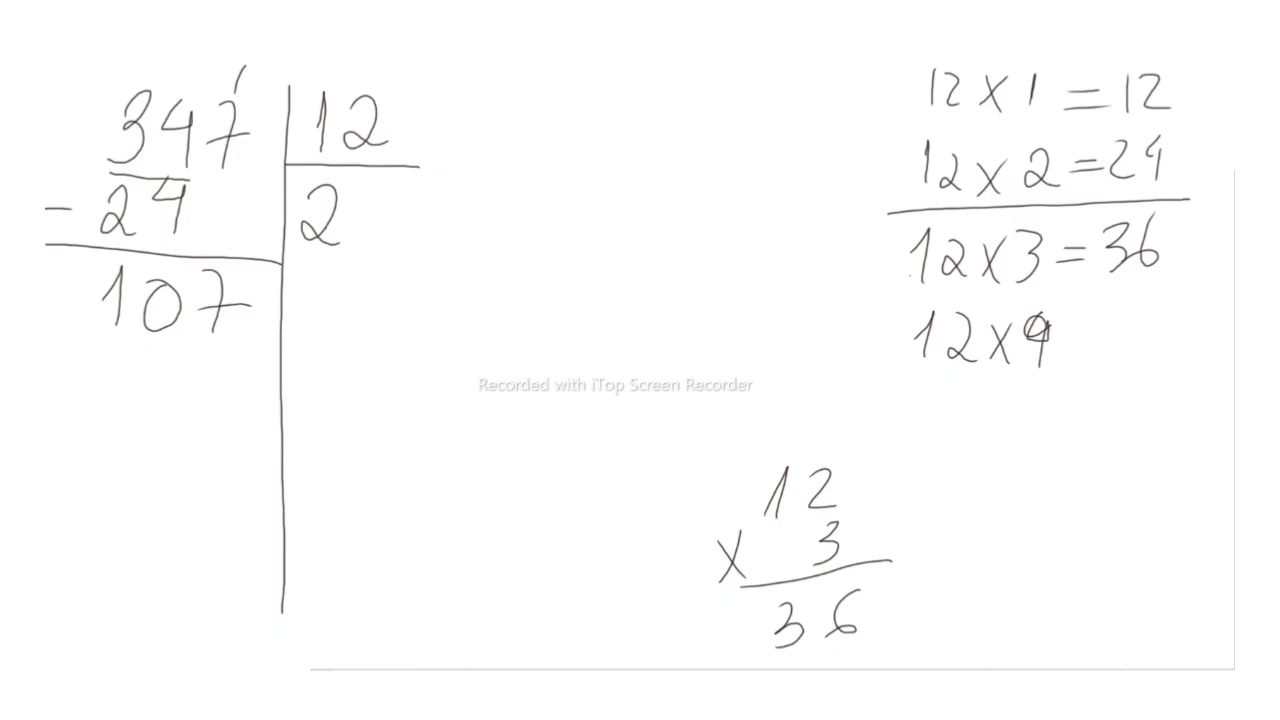 347 12
- 24 2
107
12 x 1 = 12
12 x 2 = 24
12 x 3 = 36
12 x 9
Recorded with iTop Screen Recorder
12
x 3
36